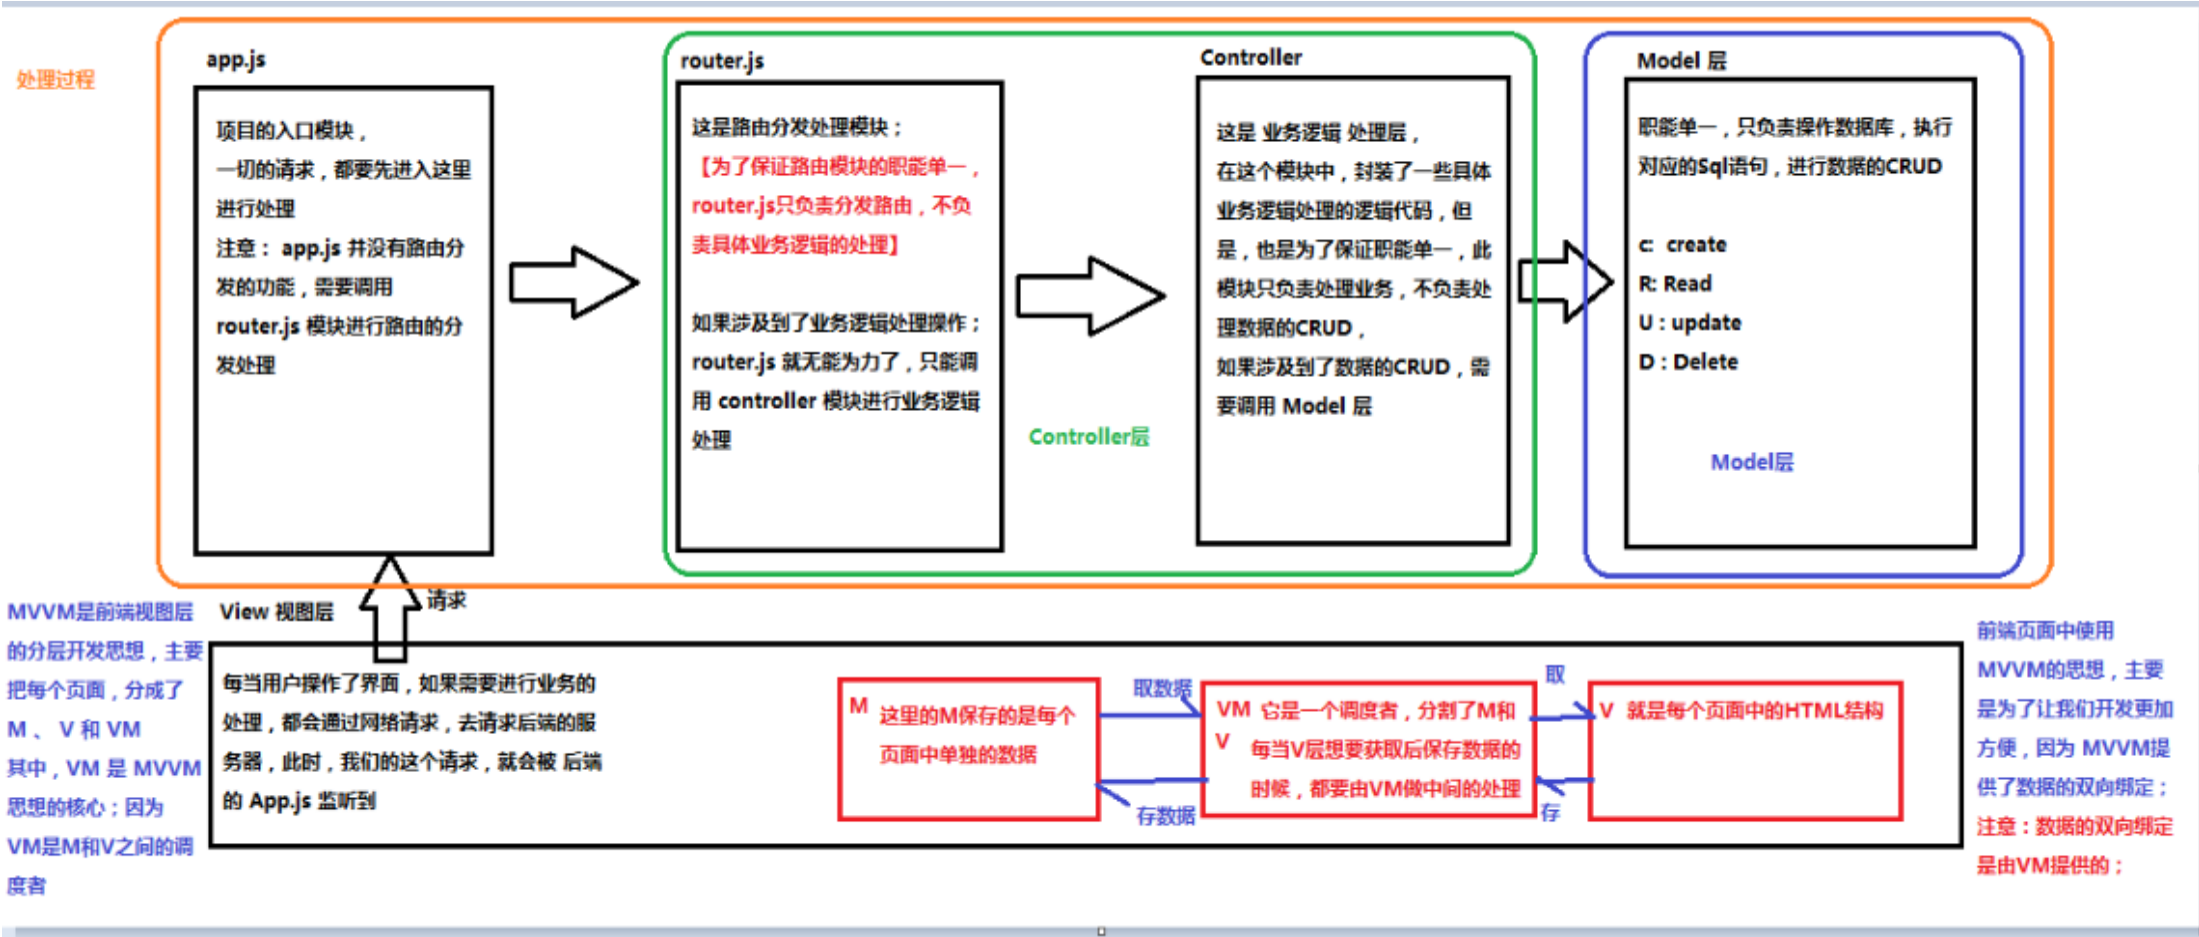 处理过程
app.js
项目的入口模块，
一切的请求，都要先进入这里
进行处理
注意： app.js 并没有路由分
发的功能，需要调用
router.js 模块进行路由的分
发处理
router.js
这是路由分发处理模块；
【为了保证路由模块的职能单一，
router.js只负责分发路由，不负
责具体业务逻辑的处理】
如果涉及到了业务逻辑处理操作；
router.js 就无能为力了，只能调
用 controller 模块进行业务逻辑
处理
Controller层
Controller
这是 业务逻辑 处理层，
在这个模块中，封装了一些具体
业务逻辑处理的逻辑代码，但
是，也是为了保证职能单一，此
模块只负责处理业务，不负责处
理数据的CRUD，
如果涉及到了数据的CRUD，需
要调用 Model 层
Model 层
职能单一，只负责操作数据库，执行
对应的Sql语句，进行数据的CRUD
c: create
R: Read
U : update
D : Delete
Model层
请求
MVVM是前端视图层
的分层开发思想，主要
把每个页面，分成了
M 、 V 和 VM
其中，VM 是 MVVM
思想的核心；因为
VM是M和V之间的调
度者
View 视图层
每当用户操作了界面，如果需要进行业务的
处理，都会通过网络请求，去请求后端的服
务器，此时，我们的这个请求，就会被 后端
的 App.js 监听到
M 这里的M保存的是每个
页面中单独的数据
取数据
存数据
VM 它是一个调度者，分割了M和
V
每当V层想要获取后保存数据的
时候，都要由VM做中间的处理
取
存
V 就是每个页面中的HTML结构
前端页面中使用
MVVM的思想，主要
是为了让我们开发更加
方便，因为 MVVM提
供了数据的双向绑定；
注意：数据的双向绑定
是由VM提供的；